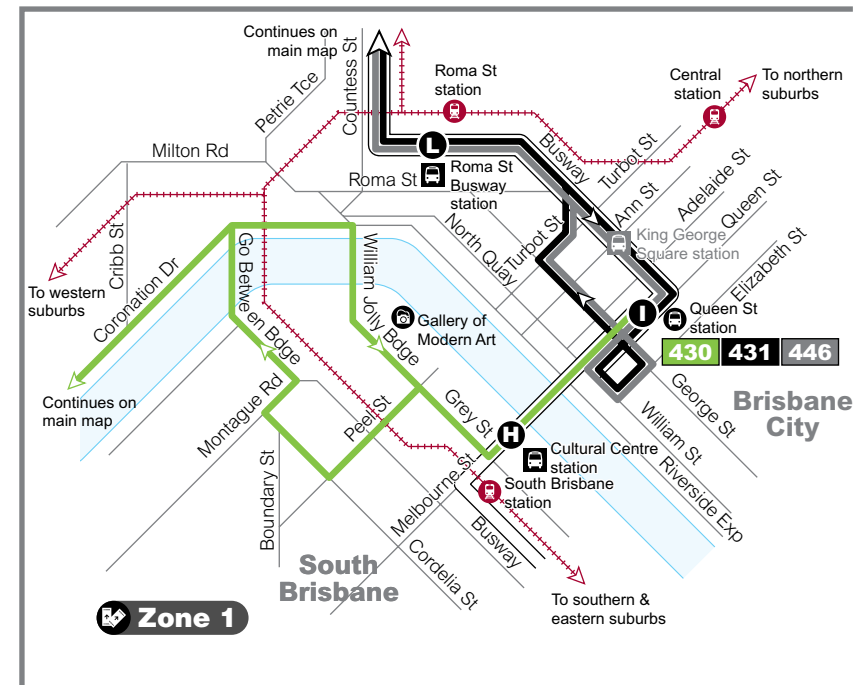 Continues on
main map
Countess St
Petrie Tce
Roma St
station
Central
station
To northern
suburbs
Milton Rd
L
Busway
Turbot St
Roma St
Roma St
Busway
station
Ann St
Adelaide St
Queen St
Cribb St
North Quay
Turbot St
King George
Square station
Elizabeth St
Coronation Dr
Go Between Bdge
William Jolly Bdge
To western
suburbs
Gallery of
Modern Art
I
Queen St
station
430
431
446
Continues on
main map
Montague Rd
Peel St
Grey St
George St
Brisbane
City
H
William St
Cultural Centre
station
Riverside Exp
Boundary St
Melbourne St
South Brisbane
station
Busway
Cordelia St
South
Brisbane
To southern &
eastern suburbs
Zone 1